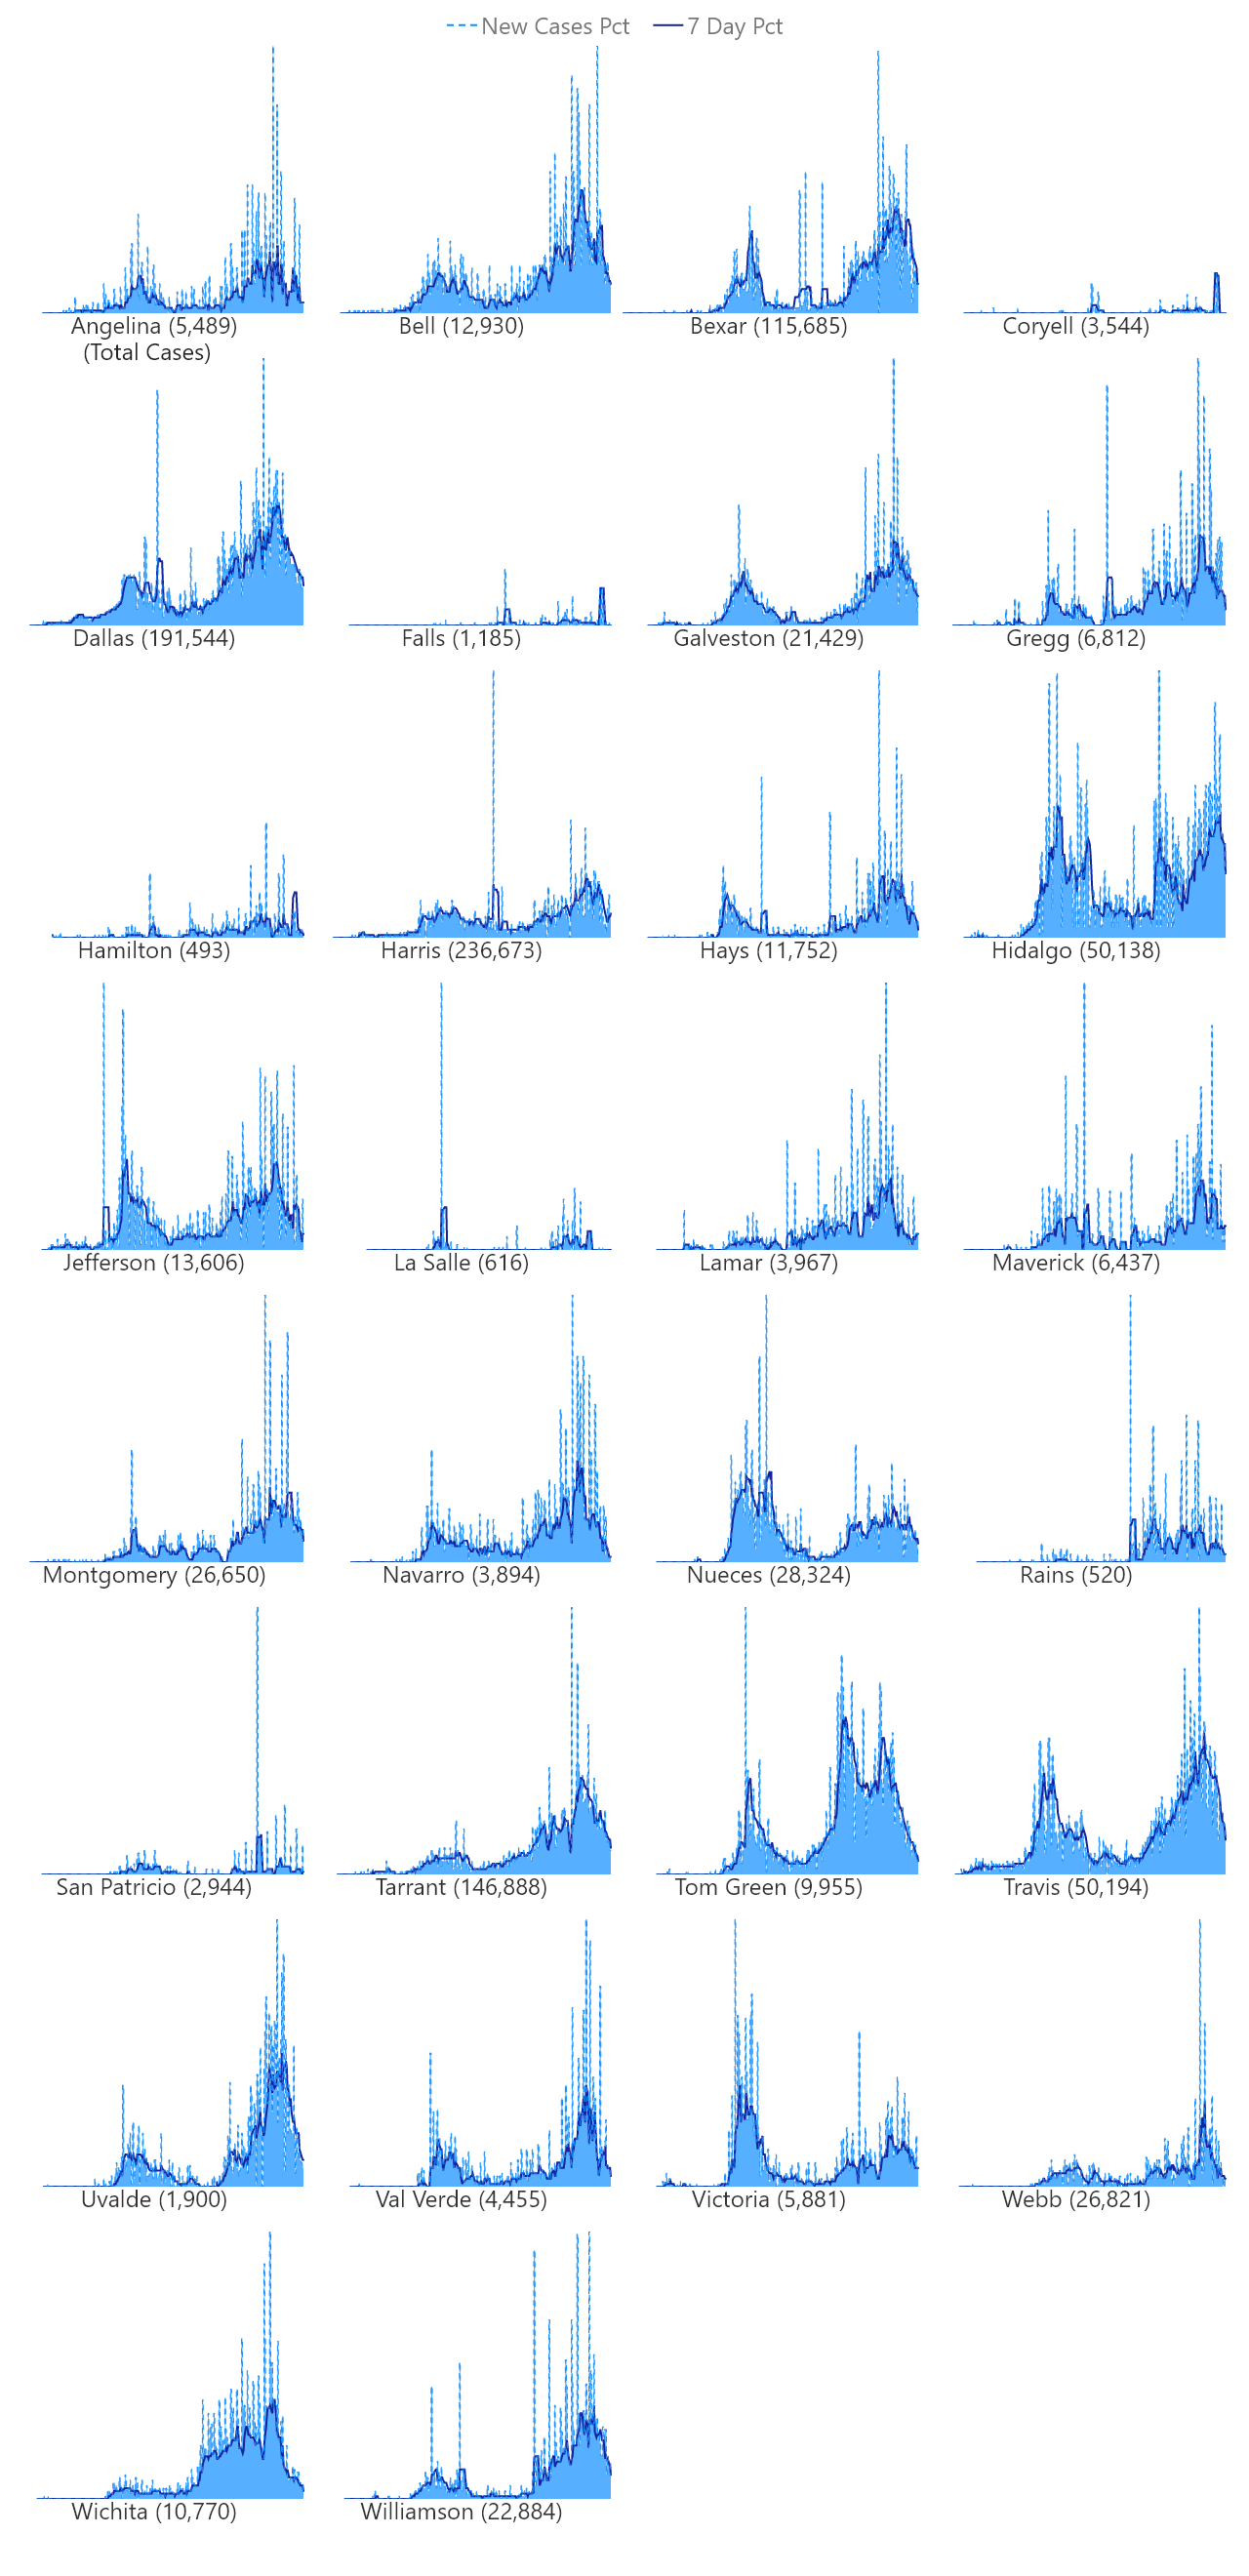 New Cases Pct 7 Day Pct
Angelina (5,489) Bell (12,930) Bexar (115,685) Coryell (3,544)
(Total Cases)
Dallas (191,544) Falls (1,185) Galveston (21,429) Gregg (6,812)
Hamilton (493) Harris (236,673) Hays (11,752) Hidalgo (50,138)
Jefferson (13,606) La Salle (616) Lamar (3,967) Maverick (6,437)
Montgomery (26,650) Navarro (3,894) Nueces (28,324) Rains (520)
San Patricio (2,944) Tarrant (146,888) Tom Green (9,955) Travis (50,194)
Uvalde (1,900) Val Verde (4,455) Victoria (5,881) Webb (26,821)
Wichita (10,770) Williamson (22,884)